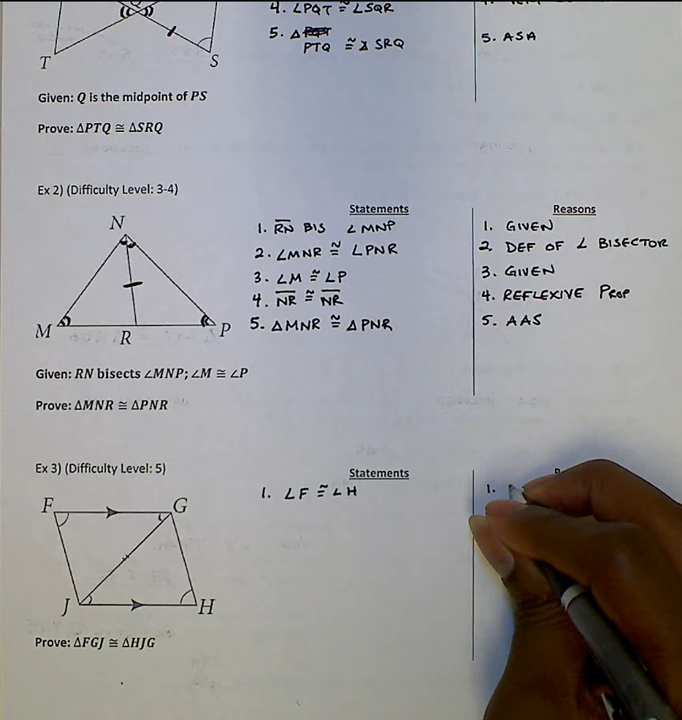 4. ∠PQT ≅ ∠SQR
5. △
PTQ ≅ △ SRQ
5. ASA
T
S
Given: Q is the midpoint of PS
Prove: ΔPTQ ≅ ΔSRQ
Ex 2) (Difficulty Level: 3-4)
Statements
Reasons
N
M
R
P
1. RN BIS ∠MNP
1. GIVEN
2. ∠MNR ≅ ∠PNR
2 DEF OF ∠ BISECTOR
3. ∠M ≅ ∠P
3. GIVEN
4. NR ≅ NR
4. REFLEXIVE PROP
5. △MNR ≅ △PNR
5. AAS
Given: RN bisects ∠MNP; ∠M ≅ ∠P
Prove: ΔMNR ≅ ΔPNR
Ex 3) (Difficulty Level: 5)
Statements
F
G
J
H
1. ∠F ≅ ∠H
1.
Prove: ΔFGJ ≅ ΔHJG